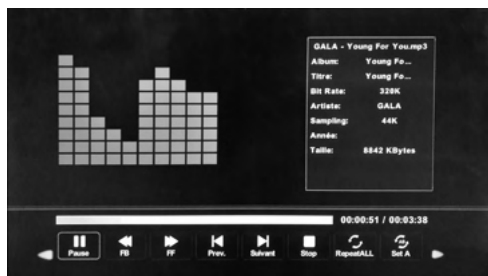 GALA - Young For You.mp3
Album: Young Fo...
Titre: Young Fo...
Bit Rate: 320K
Artiste: GALA
Sampling: 44K
Année:
Taille: 8842 KBytes
00:00:51 / 00:03:38
Pause FB FF Prev. Suivant Stop RepeatALL Set A